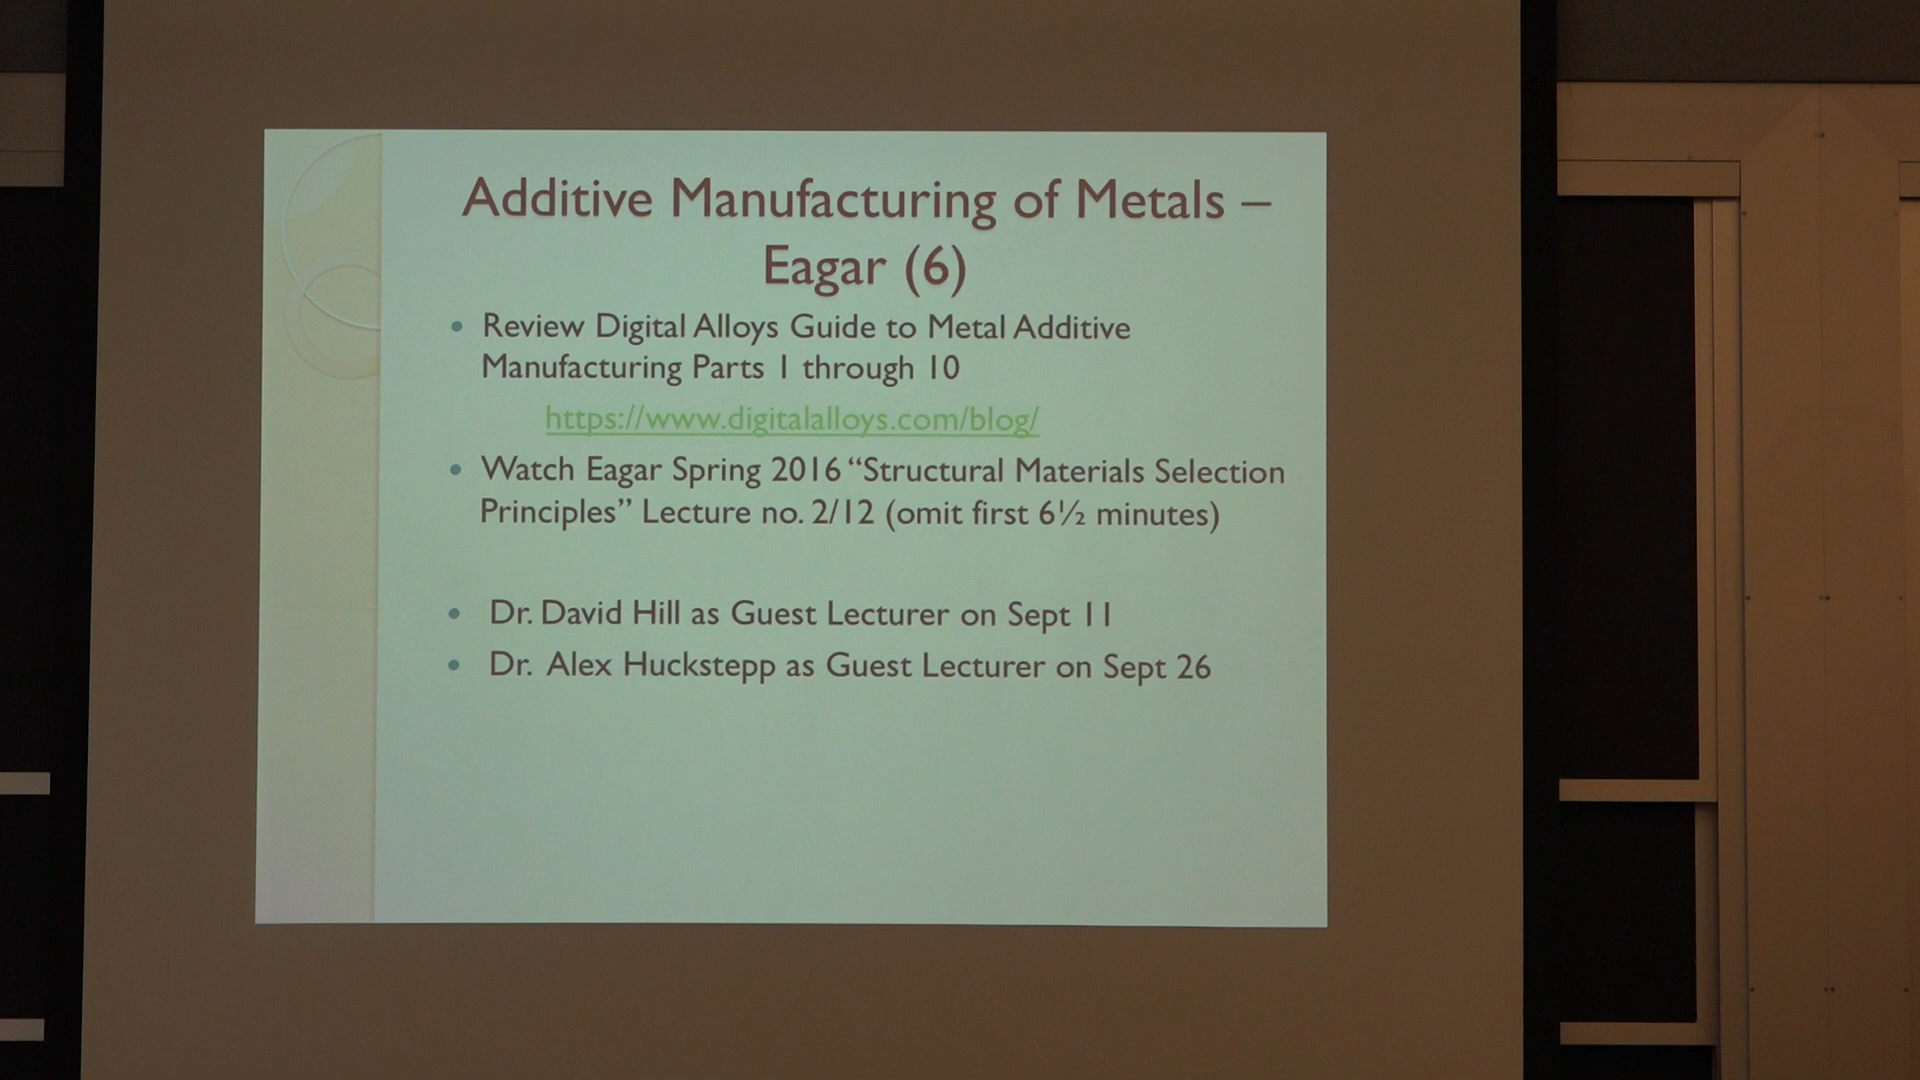 Additive Manufacturing of Metals –
Eagar (6)
• Review Digital Alloys Guide to Metal Additive
Manufacturing Parts 1 through 10
https://www.digitalalloys.com/blog/
• Watch Eagar Spring 2016 “Structural Materials Selection
Principles” Lecture no. 2/12 (omit first 6½ minutes)
• Dr. David Hill as Guest Lecturer on Sept 11
• Dr. Alex Huckstepp as Guest Lecturer on Sept 26